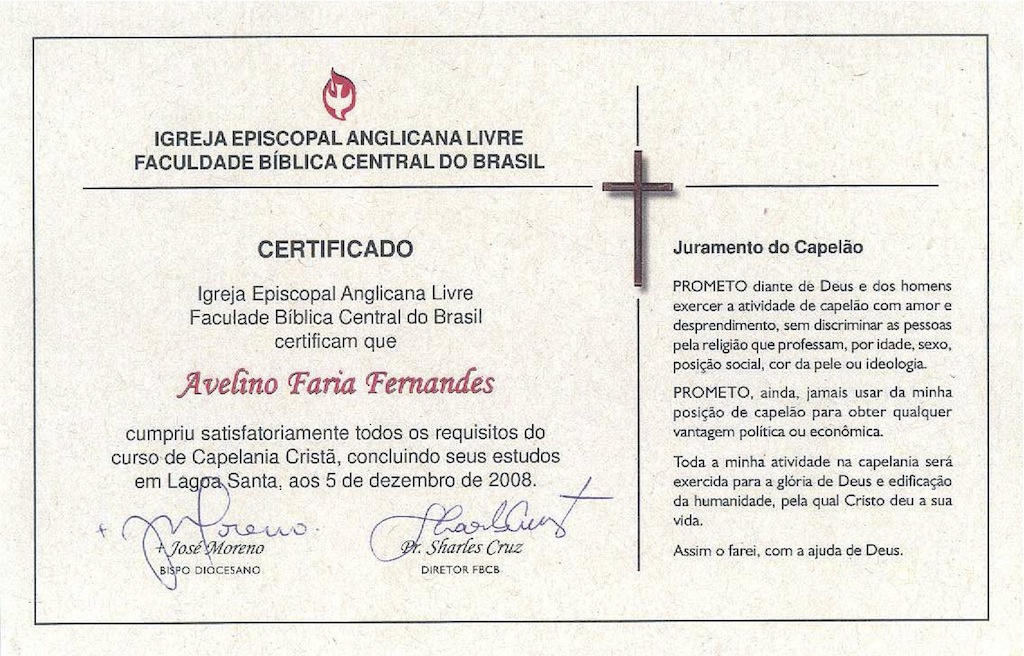 IGREJA EPISCOPAL ANGLICANA LIVRE
FACULDADE BÍBLICA CENTRAL DO BRASIL
CERTIFICADO
Igreja Episcopal Anglicana Livre
Faculade Bíblica Central do Brasil
certificam que
Avelino Faria Fernandes
cumpriu satisfatoriamente todos os requisitos do
curso de Capelania Cristã, concluindo seus estudos
em Lagoa Santa, aos 5 de dezembro de 2008.
+ José Moreno
BISPO DIOCESANO
Pr. Sharles Cruz
DIRETOR FBCB
Juramento do Capelão
PROMETO diante de Deus e dos homens
exercer a atividade de capelão com amor e
desprendimento, sem discriminar as pessoas
pela religião que professam, por idade, sexo,
posição social, cor da pele ou ideologia.
PROMETO, ainda, jamais usar da minha
posição de capelão para obter qualquer
vantagem política ou econômica.
Toda a minha atividade na capelania será
exercida para a glória de Deus e edificação
da humanidade, pela qual Cristo deu a sua
vida.
Assim o farei, com a ajuda de Deus.